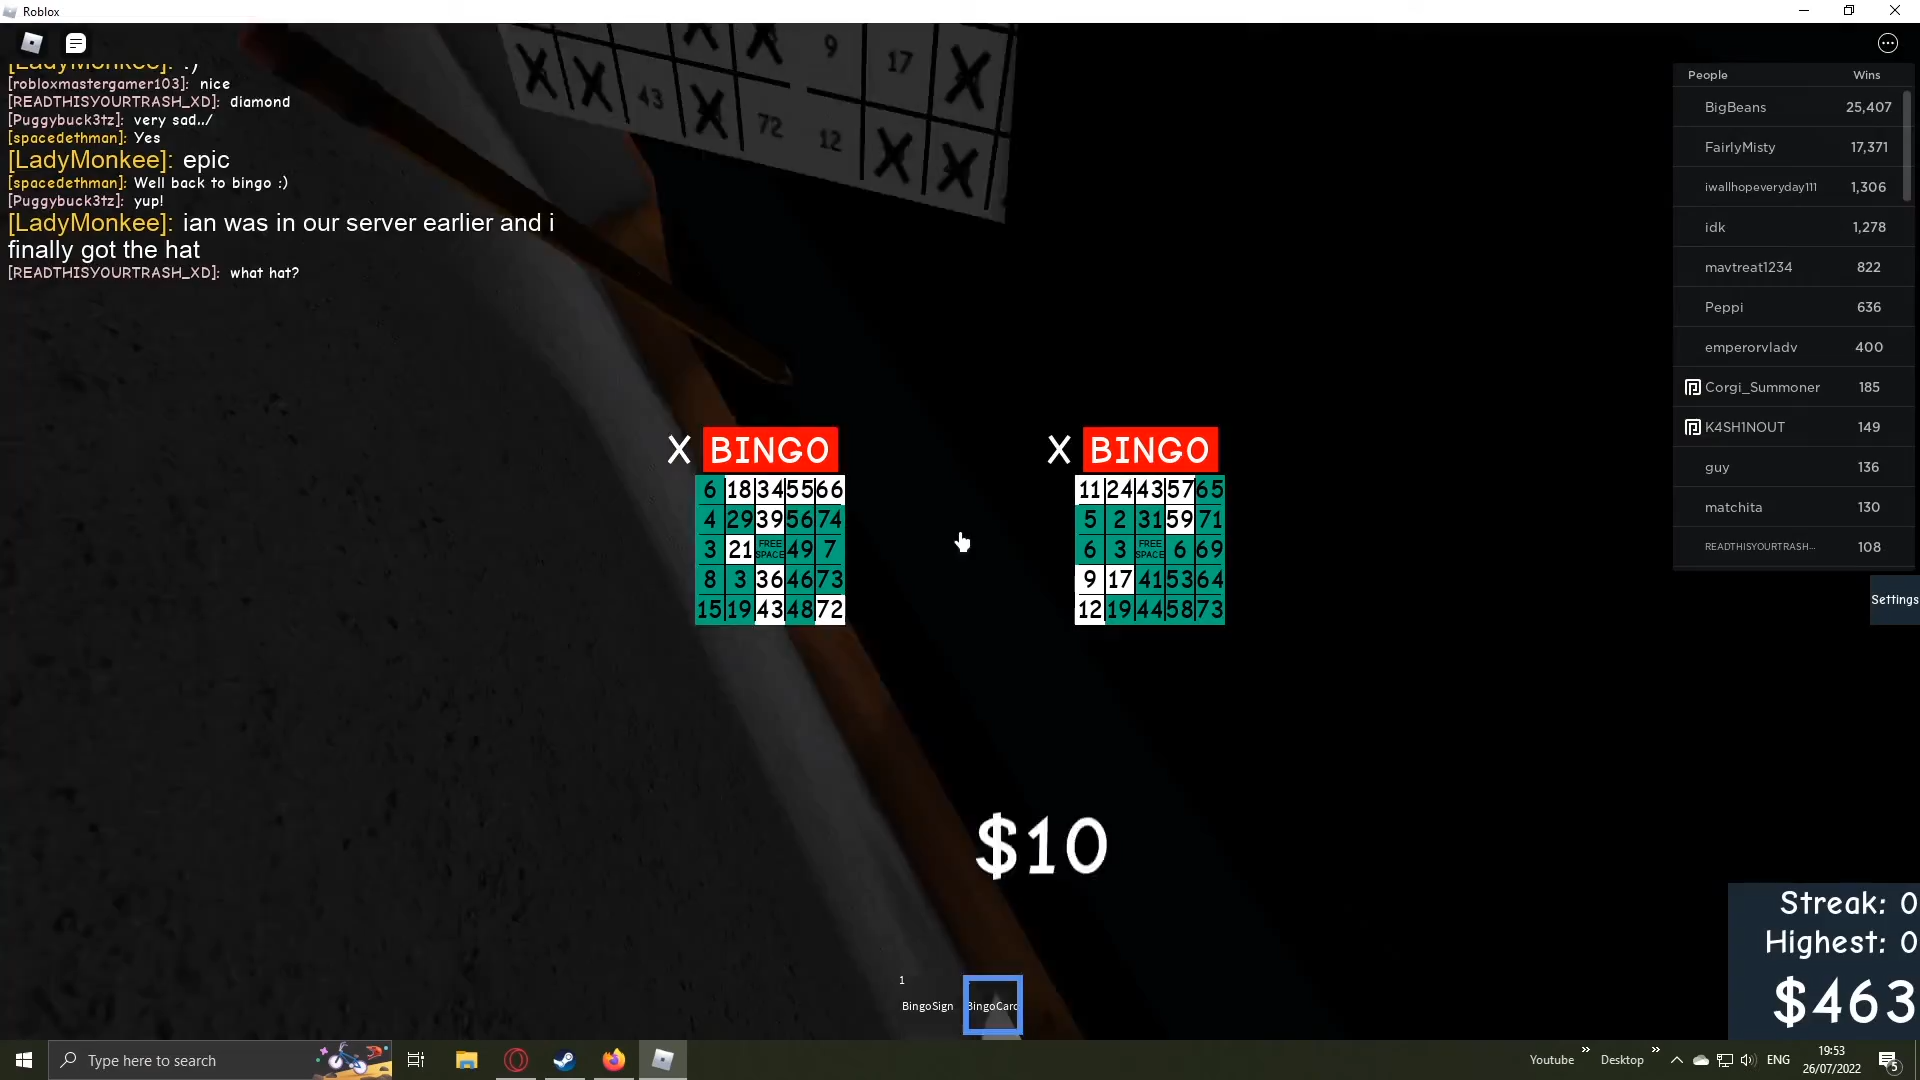 Roblox
[LadyMonkee]: :)
[robloxmastergamer103]: nice
[READTHISYOURTRASH_XD]: diamond
[Puggybuck3tz]: very sad../
[spacedethman]: Yes
[LadyMonkee]: epic
[spacedethman]: Well back to bingo :)
[Puggybuck3tz]: yup!
[LadyMonkee]: ian was in our server earlier and i
finally got the hat
[READTHISYOURTRASH_XD]: what hat?
X X 9 17 X
X X 43 X 72 12 X X
People Wins
BigBeans 25,407
FairlyMisty 17,371
iwallhopeveryday111 1,306
idk 1,278
mavtreat1234 822
Peppi 636
emperorvladv 400
Corgi_Summoner 185
K4SH1NOUT 149
guy 136
matchita 130
READTHISYOURTRASH-... 108
Settings
X BINGO
6 18 34 55 66
4 29 39 56 74
3 21 FREE SPACE 49 7
8 3 36 46 73
15 19 43 48 72
X BINGO
11 24 43 57 65
5 2 31 59 71
6 3 FREE SPACE 6 69
9 17 41 53 64
12 19 44 58 73
$10
Streak: 0
Highest: 0
$463
1
BingoSign
BingoCard
Type here to search
Youtube » Desktop » ENG
19:53
26/07/2022
5